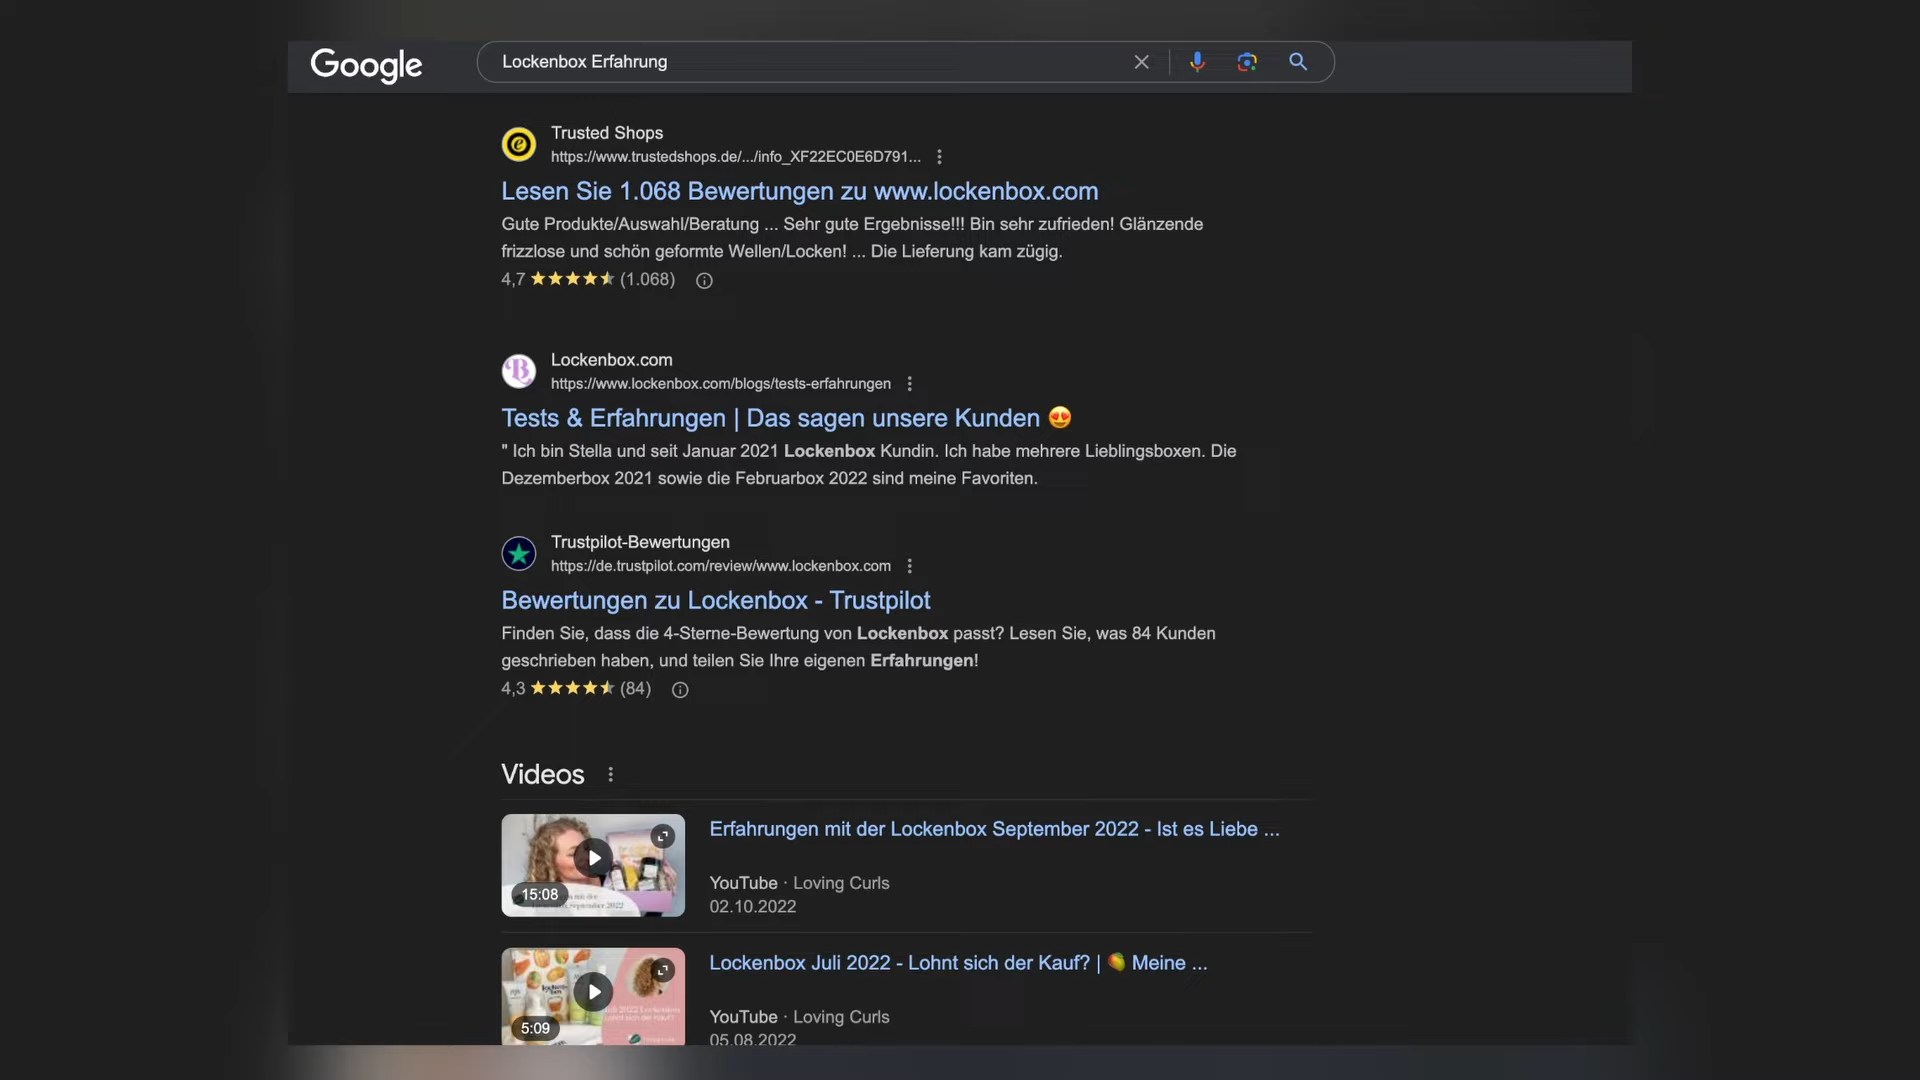 Google
Lockenbox Erfahrung
Trusted Shops
https://www.trustedshops.de/.../info_XF22EC0E6D791...
Lesen Sie 1.068 Bewertungen zu www.lockenbox.com
Gute Produkte/Auswahl/Beratung ... Sehr gute Ergebnisse!!! Bin sehr zufrieden! Glänzende
frizzlose und schön geformte Wellen/Locken! ... Die Lieferung kam zügig.
4,7 ★★★★★ (1.068)
Lockenbox.com
https://www.lockenbox.com/blogs/tests-erfahrungen
Tests & Erfahrungen | Das sagen unsere Kunden 😍
" Ich bin Stella und seit Januar 2021 Lockenbox Kundin. Ich habe mehrere Lieblingsboxen. Die
Dezemberbox 2021 sowie die Februarbox 2022 sind meine Favoriten.
Trustpilot-Bewertungen
https://de.trustpilot.com/review/www.lockenbox.com
Bewertungen zu Lockenbox - Trustpilot
Finden Sie, dass die 4-Sterne-Bewertung von Lockenbox passt? Lesen Sie, was 84 Kunden
geschrieben haben, und teilen Sie Ihre eigenen Erfahrungen!
4,3 ★★★★★ (84)
Videos
15:08
Erfahrungen mit der Lockenbox September 2022 - Ist es Liebe ...
YouTube · Loving Curls
02.10.2022
5:09
Lockenbox Juli 2022 - Lohnt sich der Kauf? | 🥭 Meine ...
YouTube · Loving Curls
05.08.2022